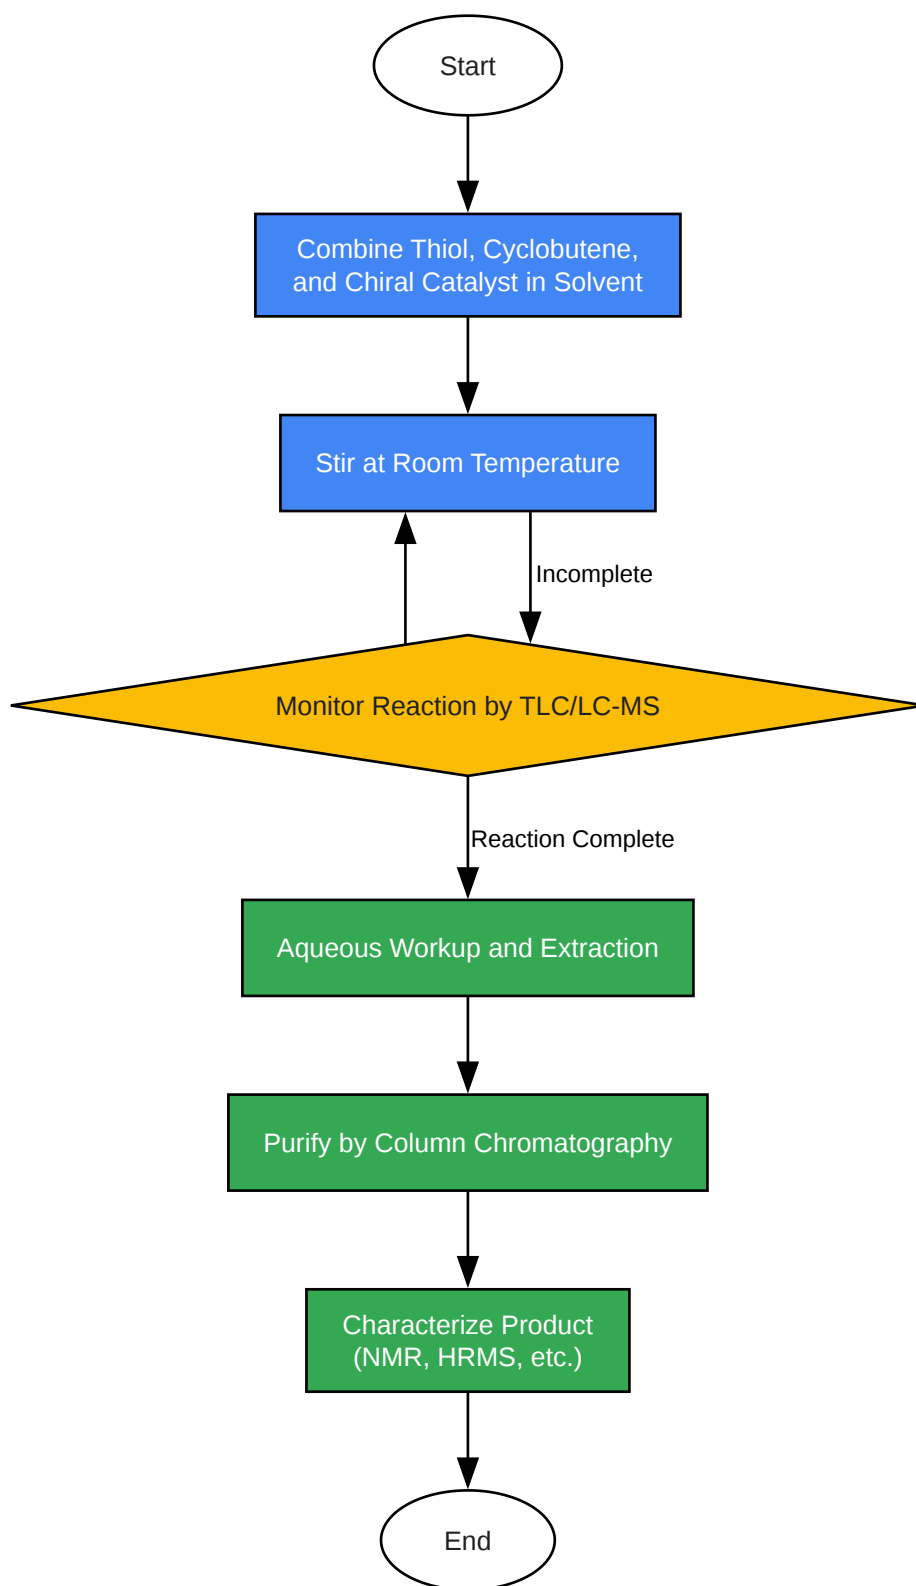 Start
Combine Thiol, Cyclobutene,
and Chiral Catalyst in Solvent
Stir at Room Temperature
Incomplete
Monitor Reaction by TLC/LC-MS
Reaction Complete
Aqueous Workup and Extraction
Purify by Column Chromatography
Characterize Product
(NMR, HRMS, etc.)
End